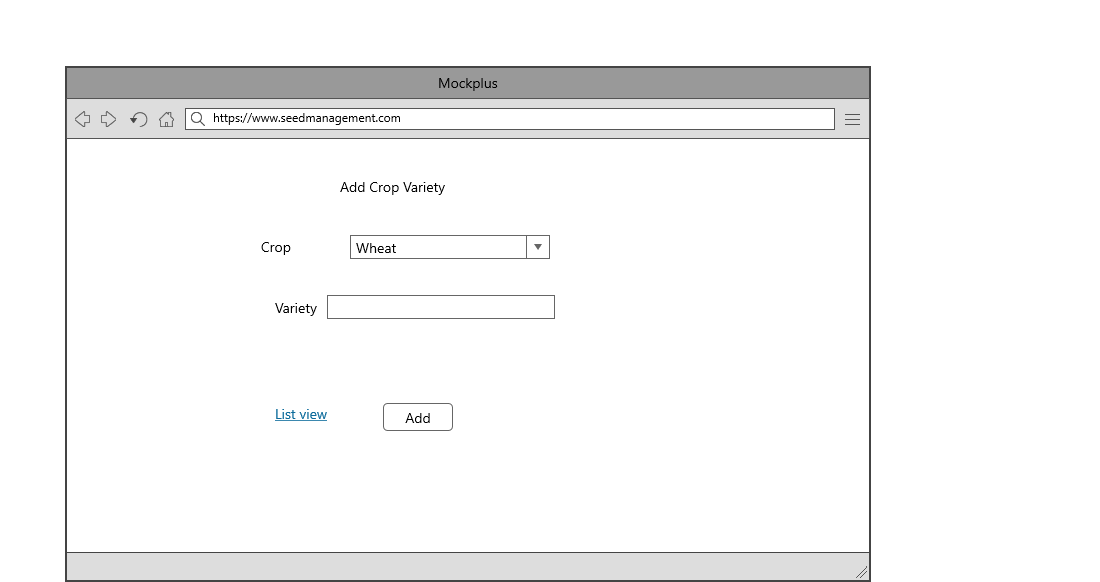 Mockplus
https://www.seedmanagement.com
Add Crop Variety
Crop
Wheat
Variety
List view
Add